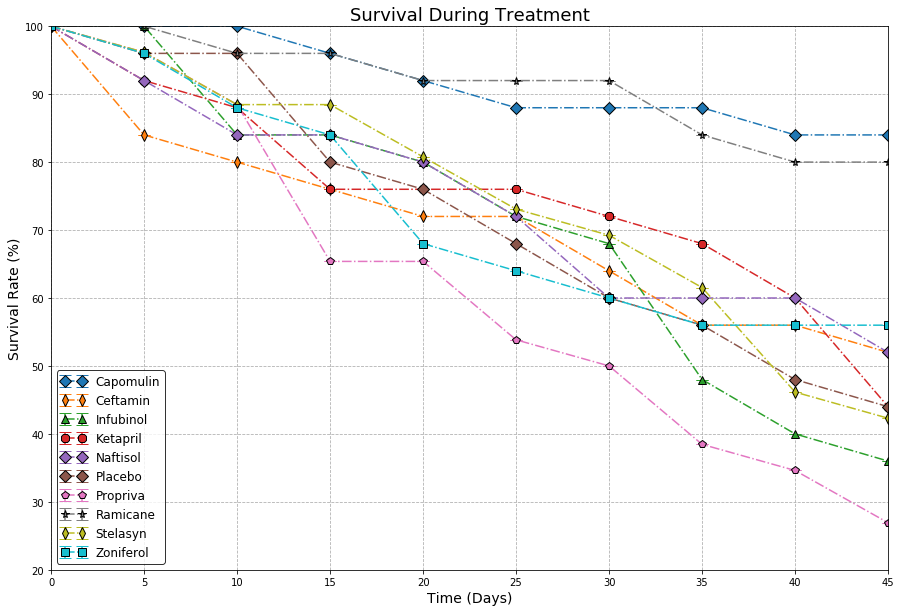 Survival During Treatment
Survival Rate (%)
100
90
80
70
60
50
40
30
20
Capomulin
Ceftamin
Infubinol
Ketapril
Naftisol
Placebo
Propriva
Ramicane
Stelasyn
Zoniferol
0 5 10 15 20 25 30 35 40 45
Time (Days)